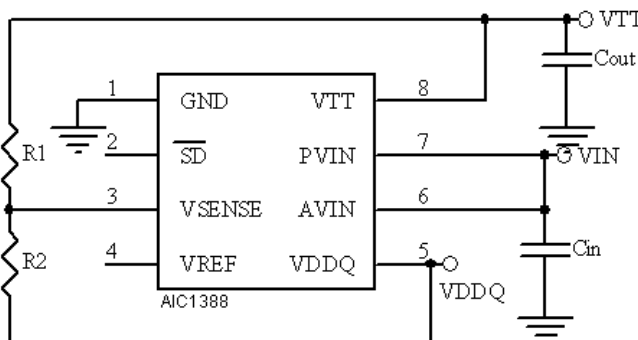 VTT
Cout
1 GND VTT 8
R1 2 SD PVIN 7 VIN
3 VSENSE AVIN 6
R2 4 VREF VDDQ 5 Cin
AIC1388 VDDQ